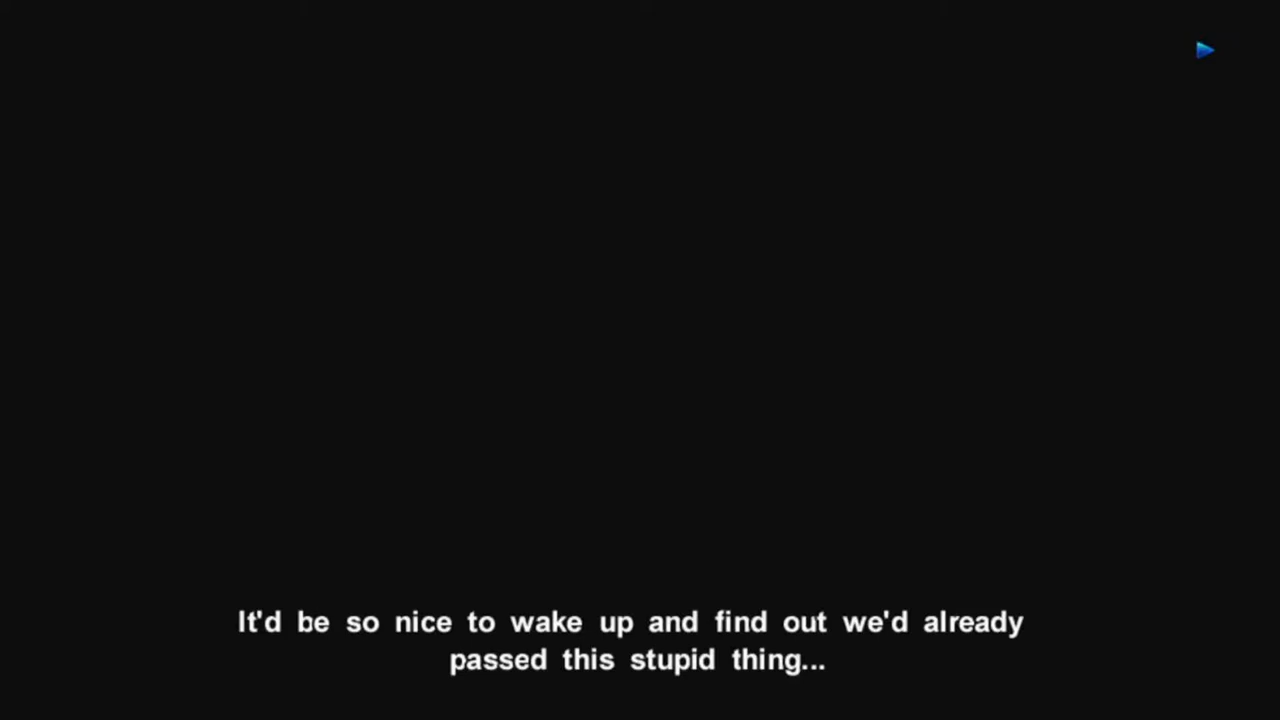 It'd be so nice to wake up and find out we'd already
passed this stupid thing...